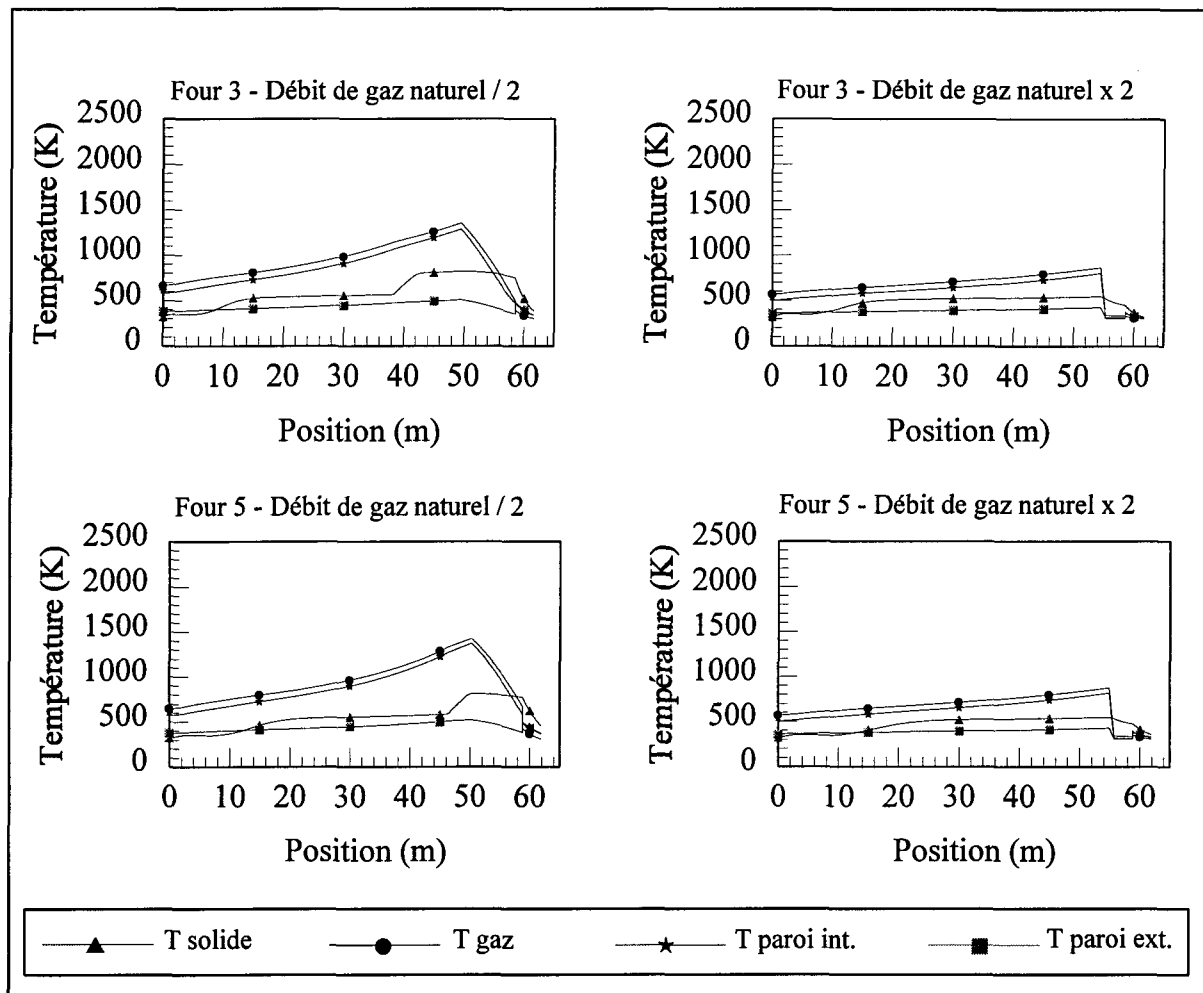 Four 3 - Débit de gaz naturel / 2
Température (K)
2500
2000
1500
1000
500
0
0 10 20 30 40 50 60
Position (m)
Four 3 - Débit de gaz naturel x 2
Température (K)
2500
2000
1500
1000
500
0
0 10 20 30 40 50 60
Position (m)
Four 5 - Débit de gaz naturel / 2
Température (K)
2500
2000
1500
1000
500
0
0 10 20 30 40 50 60
Position (m)
Four 5 - Débit de gaz naturel x 2
Température (K)
2500
2000
1500
1000
500
0
0 10 20 30 40 50 60
Position (m)
T solide T gaz T paroi int. T paroi ext.